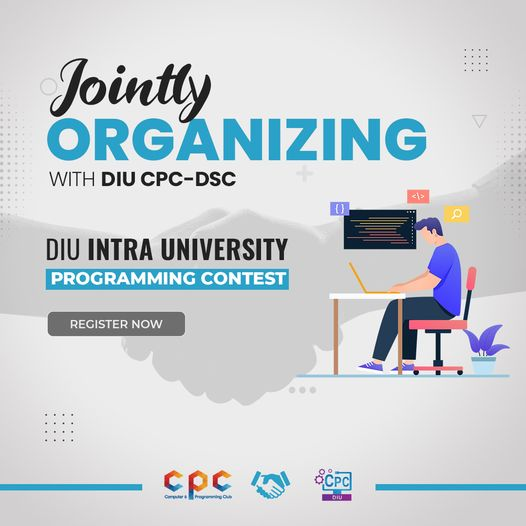 Jointly
ORGANIZING
WITH DIU CPC-DSC
DIU INTRA UNIVERSITY
PROGRAMMING CONTEST
REGISTER NOW
{}
</>
cpc
Computer & Programming Club
CPC
DIU